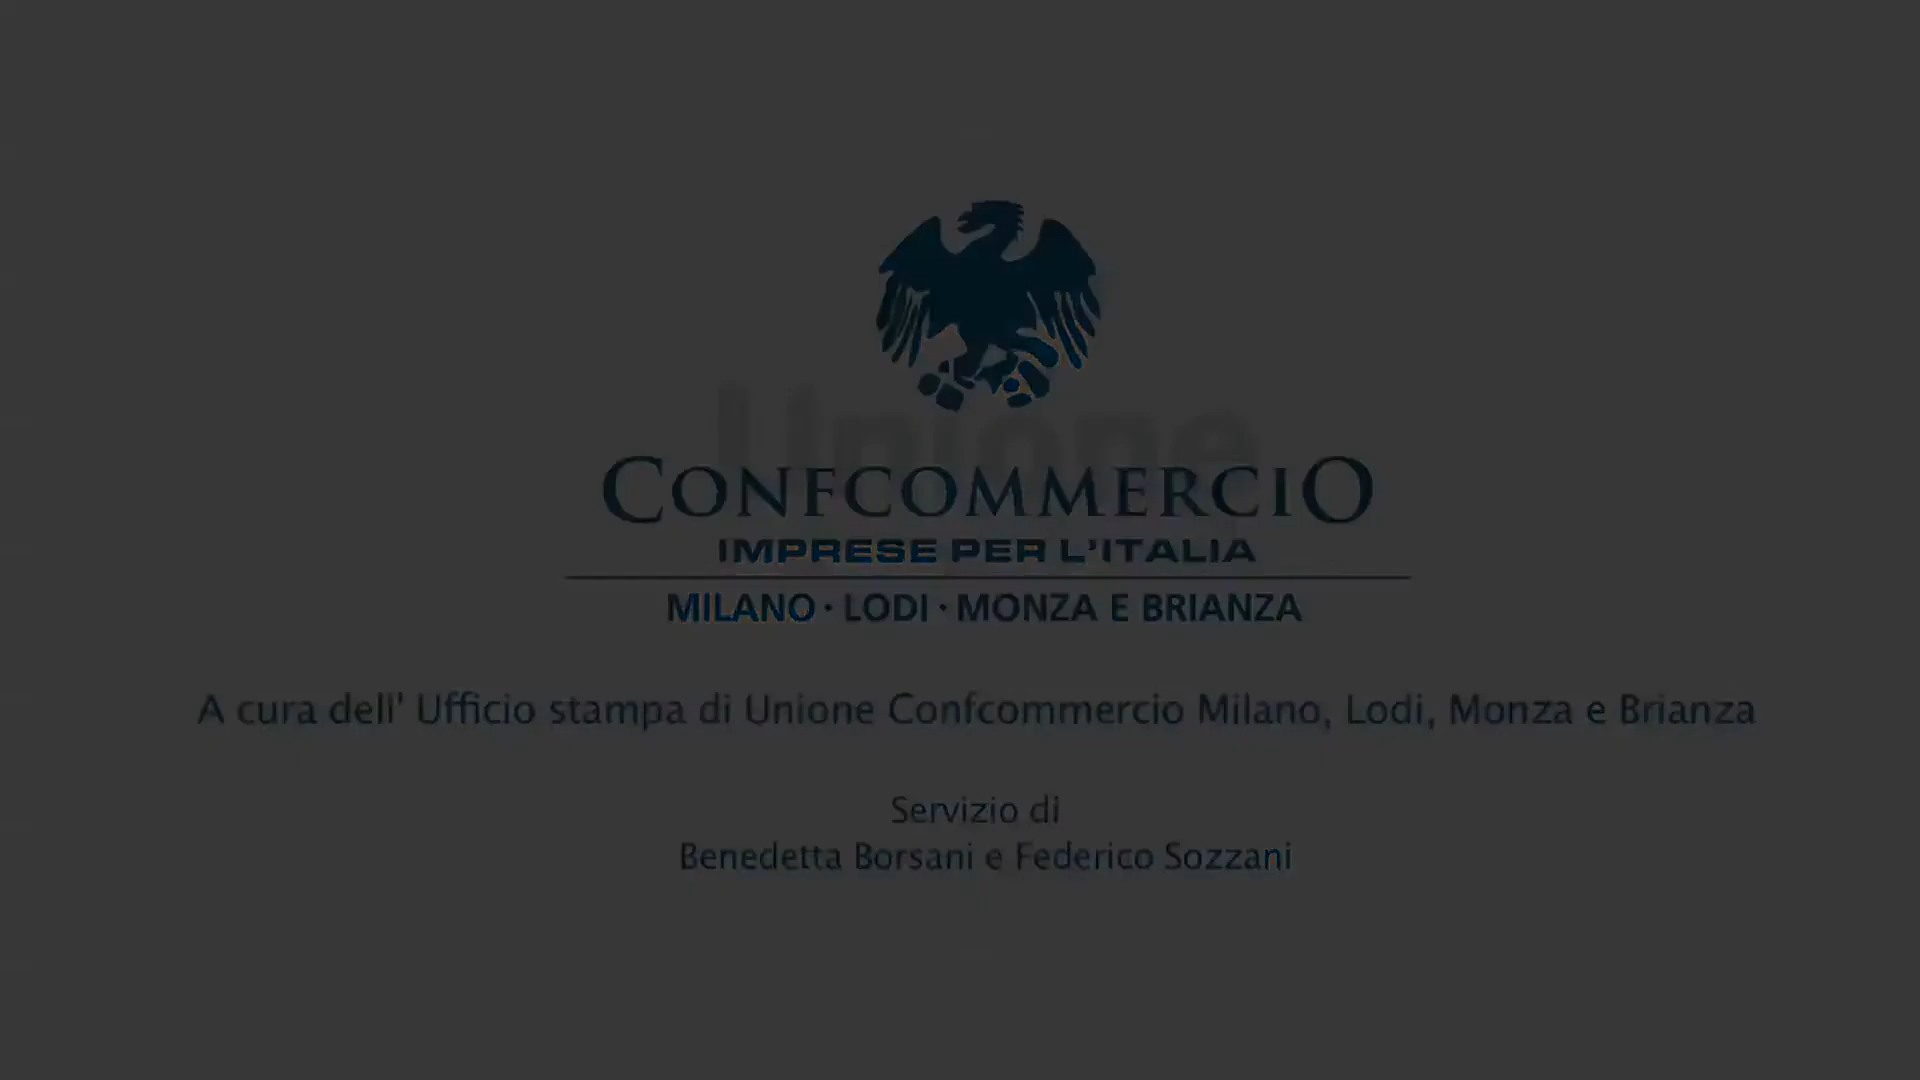 Unione
CONFCOMMERCIO
IMPRESE PER L'ITALIA
MILANO · LODI · MONZA E BRIANZA
A cura dell' Ufficio stampa di Unione Confcommercio Milano, Lodi, Monza e Brianza
Servizio di
Benedetta Borsani e Federico Sozzani